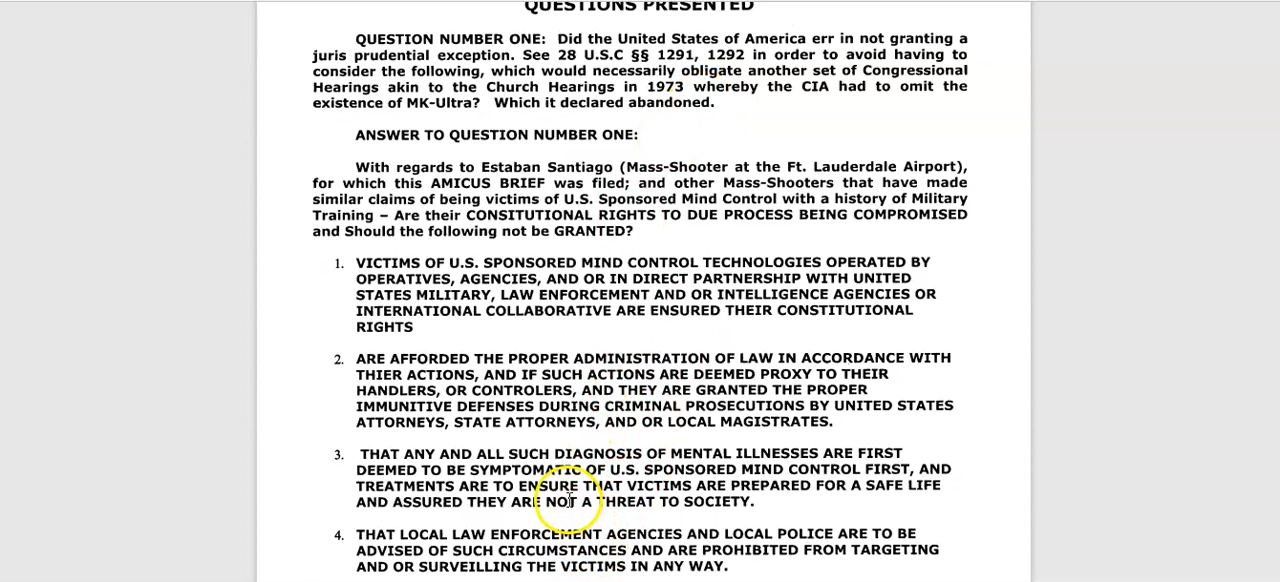 QUESTIONS PRESENTED
QUESTION NUMBER ONE: Did the United States of America err in not granting a
juris prudential exception. See 28 U.S.C §§ 1291, 1292 in order to avoid having to
consider the following, which would necessarily obligate another set of Congressional
Hearings akin to the Church Hearings in 1973 whereby the CIA had to omit the
existence of MK-Ultra? Which it declared abandoned.
ANSWER TO QUESTION NUMBER ONE:
With regards to Estaban Santiago (Mass-Shooter at the Ft. Lauderdale Airport),
for which this AMICUS BRIEF was filed; and other Mass-Shooters that have made
similar claims of being victims of U.S. Sponsored Mind Control with a history of Military
Training – Are their CONSITUTIONAL RIGHTS TO DUE PROCESS BEING COMPROMISED
and Should the following not be GRANTED?
1. VICTIMS OF U.S. SPONSORED MIND CONTROL TECHNOLOGIES OPERATED BY
OPERATIVES, AGENCIES, AND OR IN DIRECT PARTNERSHIP WITH UNITED
STATES MILITARY, LAW ENFORCEMENT AND OR INTELLIGENCE AGENCIES OR
INTERNATIONAL COLLABORATIVE ARE ENSURED THEIR CONSTITUTIONAL
RIGHTS
2. ARE AFFORDED THE PROPER ADMINISTRATION OF LAW IN ACCORDANCE WITH
THIER ACTIONS, AND IF SUCH ACTIONS ARE DEEMED PROXY TO THEIR
HANDLERS, OR CONTROLERS, AND THEY ARE GRANTED THE PROPER
IMMUNITIVE DEFENSES DURING CRIMINAL PROSECUTIONS BY UNITED STATES
ATTORNEYS, STATE ATTORNEYS, AND OR LOCAL MAGISTRATES.
3. THAT ANY AND ALL SUCH DIAGNOSIS OF MENTAL ILLNESSES ARE FIRST
DEEMED TO BE SYMPTOMATIC OF U.S. SPONSORED MIND CONTROL FIRST, AND
TREATMENTS ARE TO ENSURE THAT VICTIMS ARE PREPARED FOR A SAFE LIFE
AND ASSURED THEY ARE NOT A THREAT TO SOCIETY.
4. THAT LOCAL LAW ENFORCEMENT AGENCIES AND LOCAL POLICE ARE TO BE
ADVISED OF SUCH CIRCUMSTANCES AND ARE PROHIBITED FROM TARGETING
AND OR SURVEILLING THE VICTIMS IN ANY WAY.